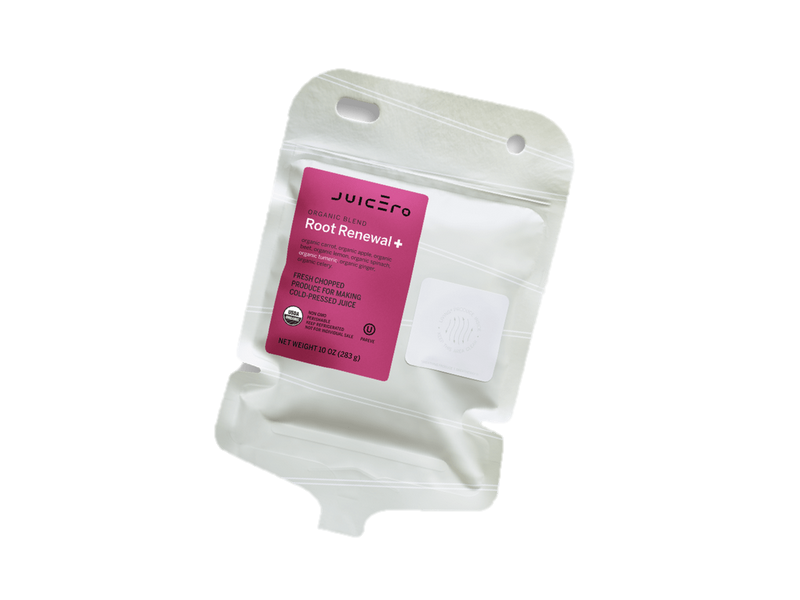 JUICERO
ORGANIC BLEND
Root Renewal +
organic carrot, organic apple, organic
beet, organic lemon, organic spinach,
organic turmeric, organic ginger,
organic celery
FRESH CHOPPED
PRODUCE FOR MAKING
COLD-PRESSED JUICE
USDA
ORGANIC
NON GMO
PERISHABLE
KEEP REFRIGERATED
NOT FOR INDIVIDUAL SALE
U
PAREVE
NET WEIGHT 10 OZ (283 g)